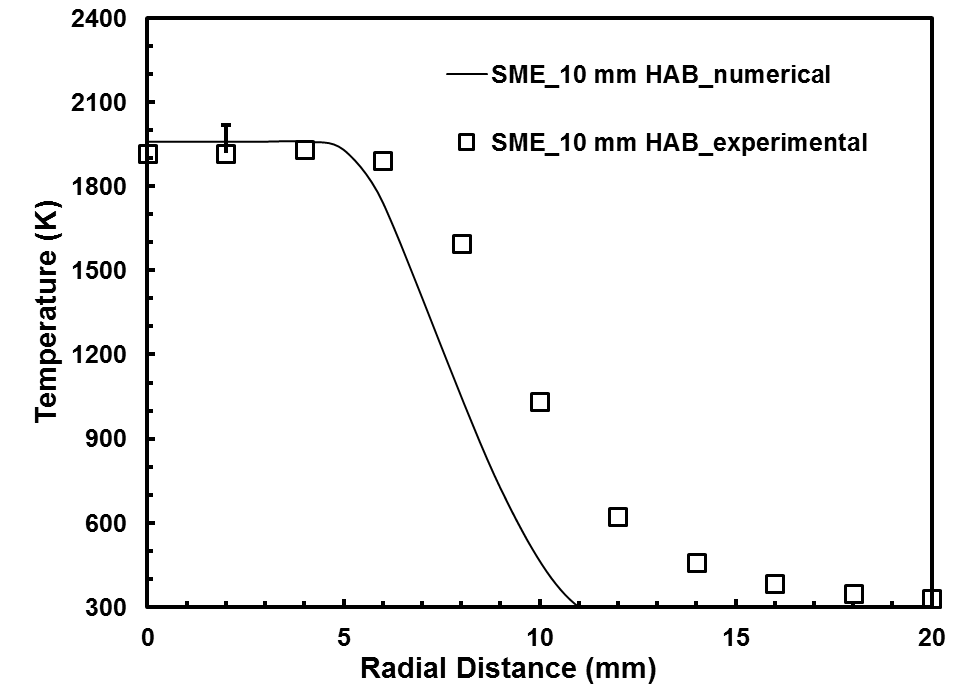 2400
2100
1800
1500
1200
900
600
300
Temperature (K)
SME_10 mm HAB_numerical
SME_10 mm HAB_experimental
0 5 10 15 20
Radial Distance (mm)